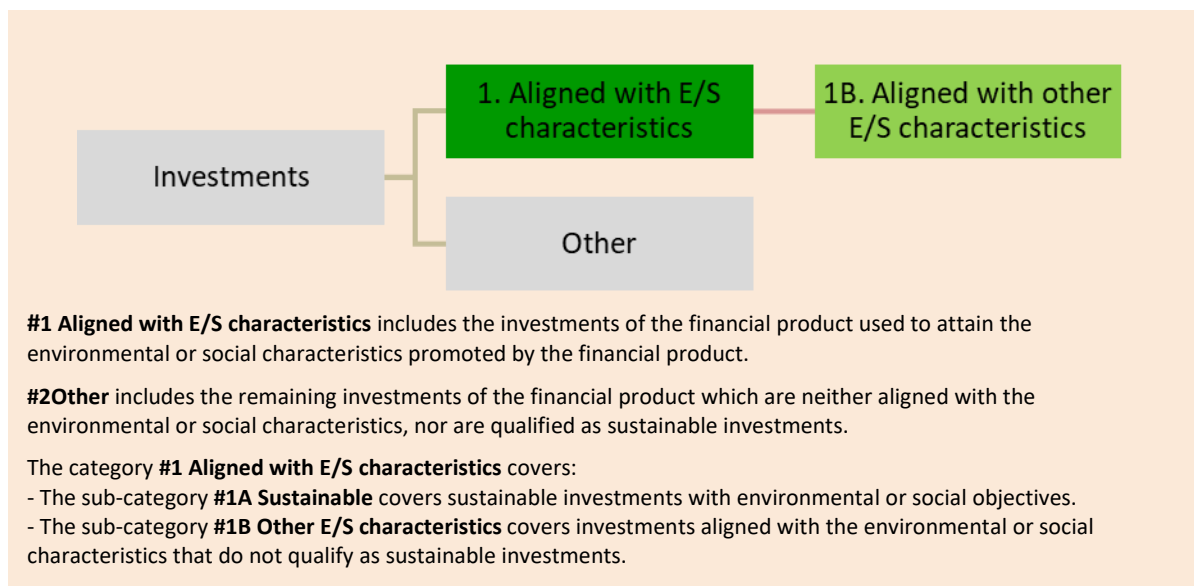 1. Aligned with E/S
characteristics
1B. Aligned with other
E/S characteristics
Investments
Other
#1 Aligned with E/S characteristics includes the investments of the financial product used to attain the
environmental or social characteristics promoted by the financial product.
#2Other includes the remaining investments of the financial product which are neither aligned with the
environmental or social characteristics, nor are qualified as sustainable investments.
The category #1 Aligned with E/S characteristics covers:
- The sub-category #1A Sustainable covers sustainable investments with environmental or social objectives.
- The sub-category #1B Other E/S characteristics covers investments aligned with the environmental or social
characteristics that do not qualify as sustainable investments.